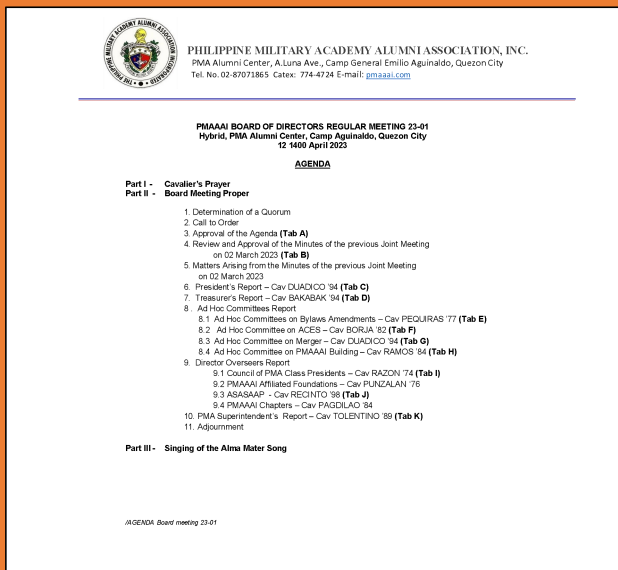 THE PHILIPPINE MILITARY ACADEMY ALUMNI ASSOCIATION INCORPORATED
PHILIPPINE MILITARY ACADEMY ALUMNI ASSOCIATION, INC.
PMA Alumni Center, A.Luna Ave., Camp General Emilio Aguinaldo, Quezon City
Tel. No. 02-87071865 Catex: 774-4724 E-mail: pmaaai.com
PMAAAI BOARD OF DIRECTORS REGULAR MEETING 23-01
Hybrid, PMA Alumni Center, Camp Aguinaldo, Quezon City
12 1400 April 2023
AGENDA
Part I - Cavalier's Prayer
Part II - Board Meeting Proper
1. Determination of a Quorum
2. Call to Order
3. Approval of the Agenda (Tab A)
4. Review and Approval of the Minutes of the previous Joint Meeting
on 02 March 2023 (Tab B)
5. Matters Arising from the Minutes of the previous Joint Meeting
on 02 March 2023
6. President's Report – Cav DUADICO '94 (Tab C)
7. Treasurer's Report – Cav BAKABAK '94 (Tab D)
8 . Ad Hoc Committees Report
8.1 Ad Hoc Committees on Bylaws Amendments – Cav PEQUIRAS '77 (Tab E)
8.2 Ad Hoc Committee on ACES – Cav BORJA '82 (Tab F)
8.3 Ad Hoc Committee on Merger – Cav DUADICO '94 (Tab G)
8.4 Ad Hoc Committee on PMAAAI Building – Cav RAMOS '84 (Tab H)
9. Director Overseers Report
9.1 Council of PMA Class Presidents – Cav RAZON '74 (Tab I)
9.2 PMAAAI Affiliated Foundations – Cav PUNZALAN '76
9.3 ASASAAP - Cav RECINTO '98 (Tab J)
9.4 PMAAAI Chapters – Cav PAGDILAO '84
10. PMA Superintendent's Report – Cav TOLENTINO '89 (Tab K)
11. Adjournment
Part III - Singing of the Alma Mater Song
/AGENDA Board meeting 23-01